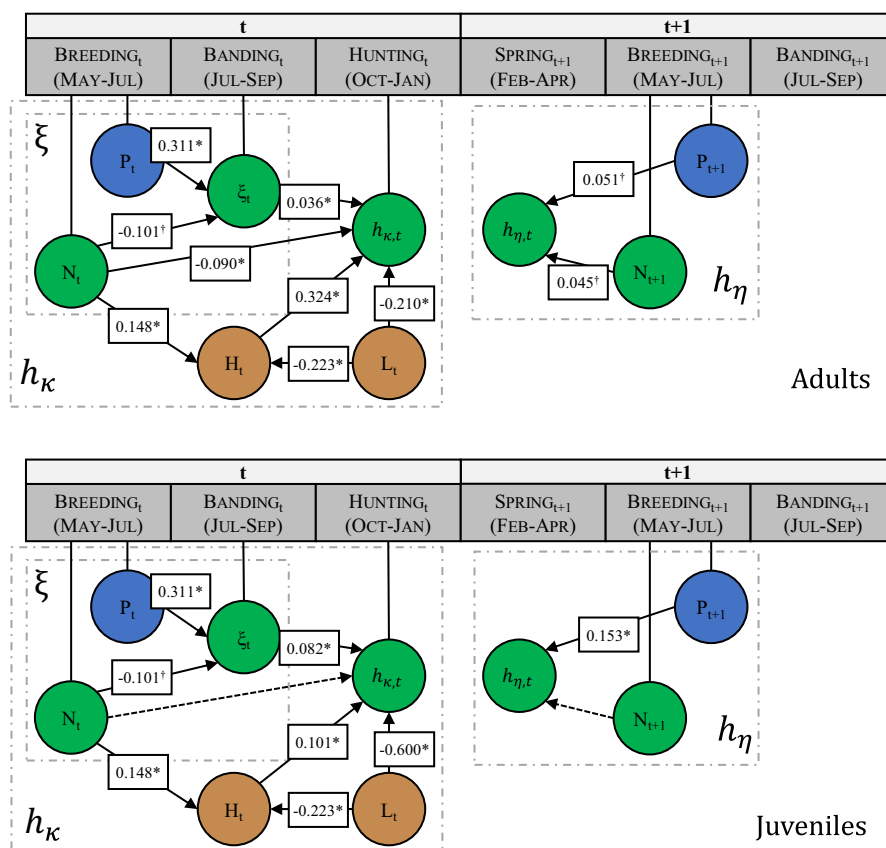 t t+1
BREEDINGt BANDINGt HUNTINGt SPRINGt+1 BREEDINGt+1 BANDINGt+1
(MAY-JUL) (JUL-SEP) (OCT-JAN) (FEB-APR) (MAY-JUL) (JUL-SEP)
ξ
Pt 0.311* Pt+1
0.051†
ξt 0.036*
-0.101† hκ,t hη,t
-0.090*
Nt 0.045† Nt+1 hη
0.324* -0.210*
0.148*
Ht -0.223* Lt
hκ Adults
t t+1
BREEDINGt BANDINGt HUNTINGt SPRINGt+1 BREEDINGt+1 BANDINGt+1
(MAY-JUL) (JUL-SEP) (OCT-JAN) (FEB-APR) (MAY-JUL) (JUL-SEP)
ξ
Pt 0.311* Pt+1
0.153*
ξt 0.082*
-0.101† hκ,t hη,t
Nt Nt+1 hη
0.101* -0.600*
0.148*
Ht -0.223* Lt
hκ Juveniles